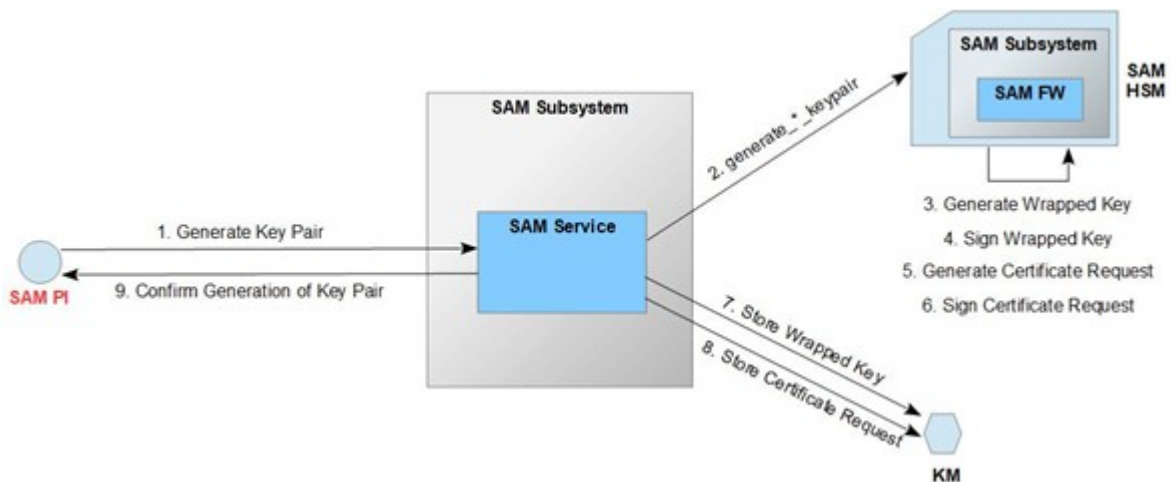 SAM Subsystem
SAM FW
SAM
HSM
SAM Subsystem
2. generate_*_keypair
3. Generate Wrapped Key
4. Sign Wrapped Key
5. Generate Certificate Request
6. Sign Certificate Request
SAM Service
1. Generate Key Pair
9. Confirm Generation of Key Pair
SAM PI
7. Store Wrapped Key
8. Store Certificate Request
KM